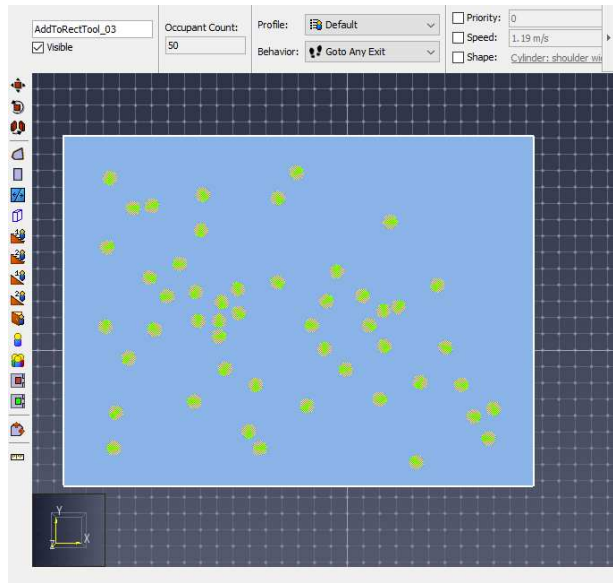 AddToRectTool_03
Visible
Occupant Count:
50
Profile: Default
Behavior: Goto Any Exit
Priority: 0
Speed: 1.19 m/s
Shape: Cylinder: shoulder
Y
X
Z